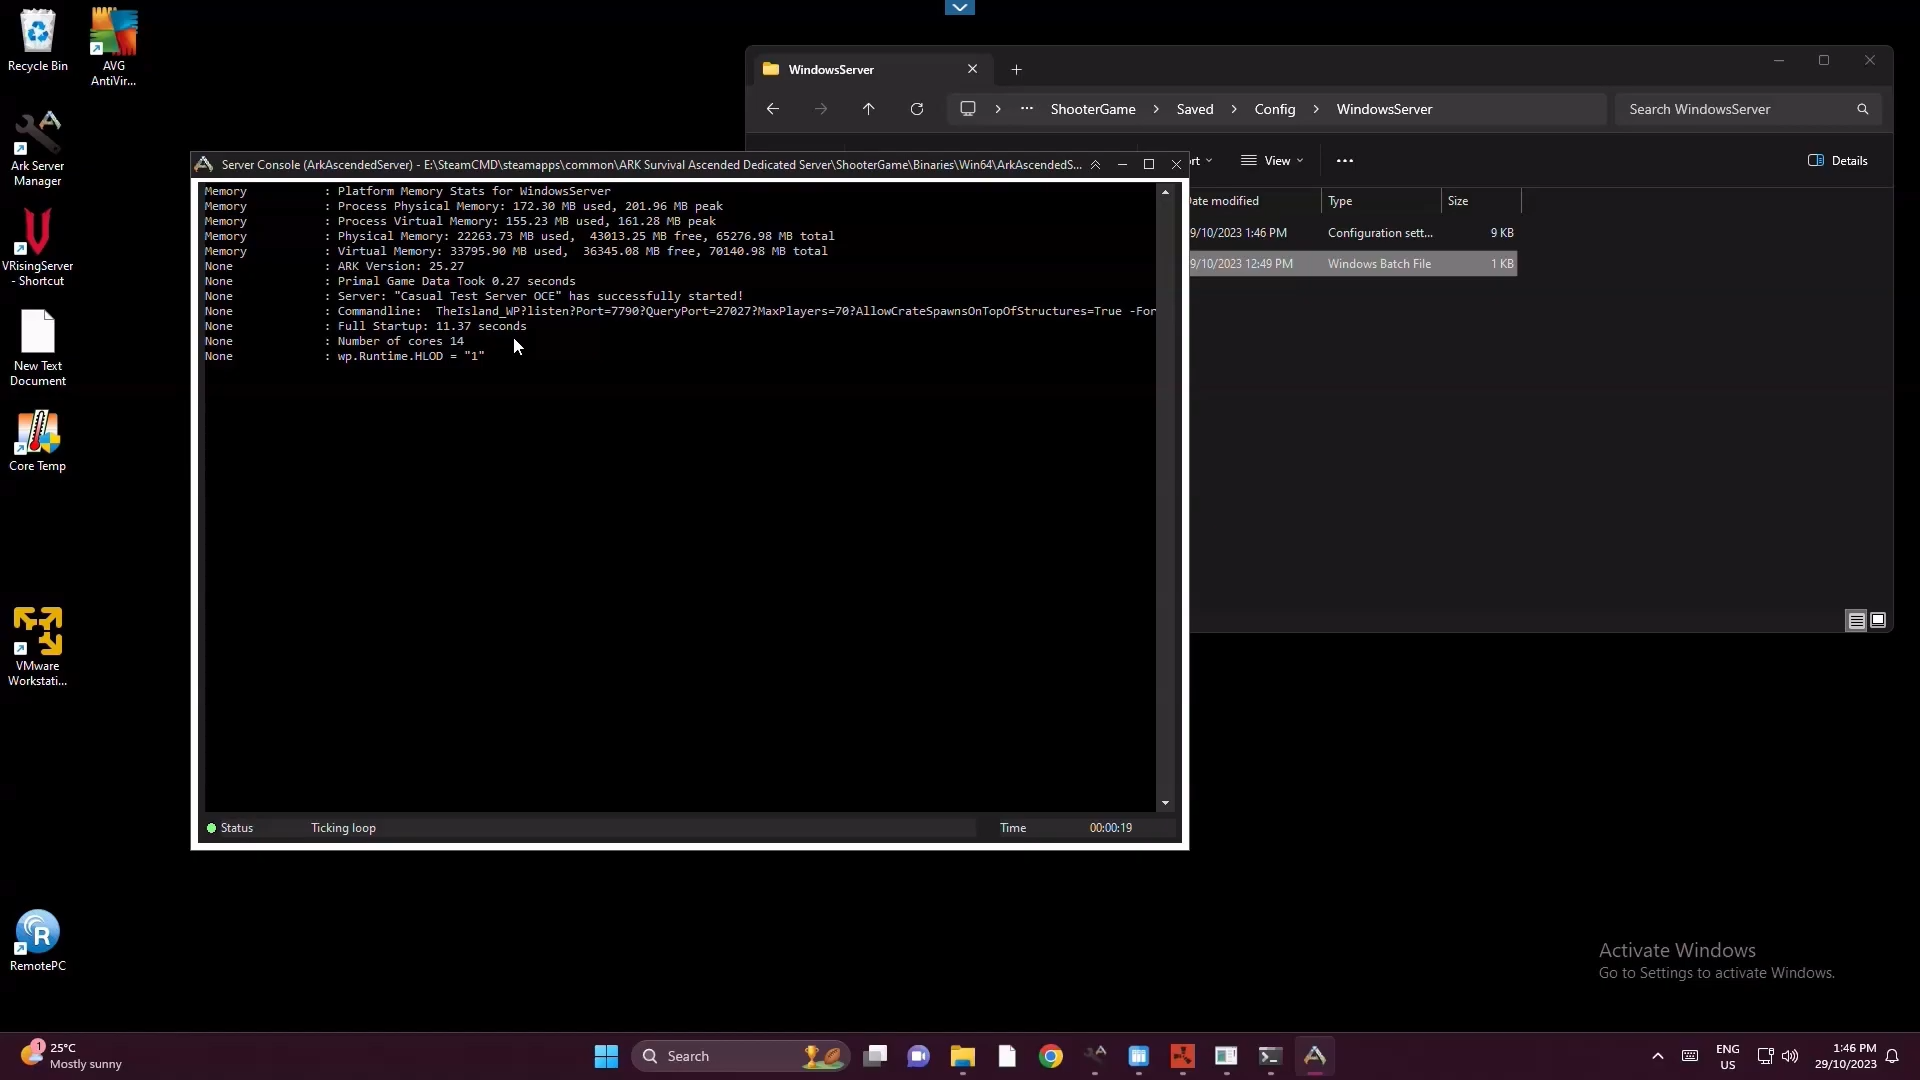 Recycle Bin
AVG
AntiVir...
Ark Server
Manager
VRisingServer
- Shortcut
New Text
Document
Core Temp
VMware
Workstati...
RemotePC
WindowsServer
ShooterGame
Saved
Config
WindowsServer
Search WindowsServer
View
Details
Type
Size
9/10/2023 1:46 PM
Configuration sett...
9 KB
9/10/2023 12:49 PM
Windows Batch File
1 KB
Server Console (ArkAscendedServer) - E:\SteamCMD\steamapps\common\ARK Survival Ascended Dedicated Server\ShooterGame\Binaries\Win64\ArkAscendedS...
Memory : Platform Memory Stats for WindowsServer
Memory : Process Physical Memory: 172.30 MB used, 201.96 MB peak
Memory : Process Virtual Memory: 155.23 MB used, 161.28 MB peak
Memory : Physical Memory: 22263.73 MB used, 43013.25 MB free, 65276.98 MB total
Memory : Virtual Memory: 33795.90 MB used, 36345.08 MB free, 70140.98 MB total
None : ARK Version: 25.27
None : Primal Game Data Took 0.27 seconds
None : Server: "Casual Test Server OCE" has successfully started!
None : Commandline: TheIsland_WP?listen?Port=7790?QueryPort=27027?MaxPlayers=70?AllowCrateSpawnsOnTopOfStructures=True -For
None : Full Startup: 11.37 seconds
None : Number of cores 14
None : wp.Runtime.HLOD = "1"
Status
Ticking loop
Time
00:00:19
Activate Windows
Go to Settings to activate Windows.
1
25°C
Mostly sunny
Search
ENG
US
1:46 PM
29/10/2023